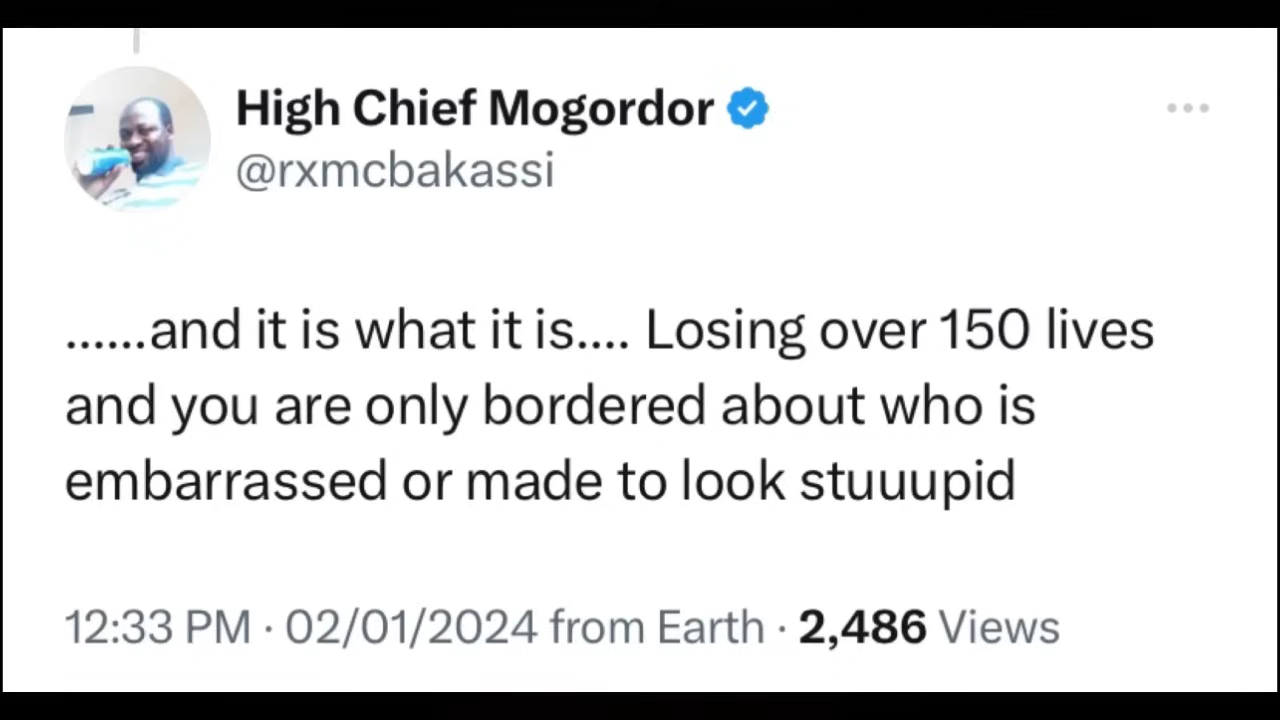 High Chief Mogordor
@rxmcbakassi
......and it is what it is.... Losing over 150 lives
and you are only bordered about who is
embarrassed or made to look stuuupid
12:33 PM · 02/01/2024 from Earth · 2,486 Views